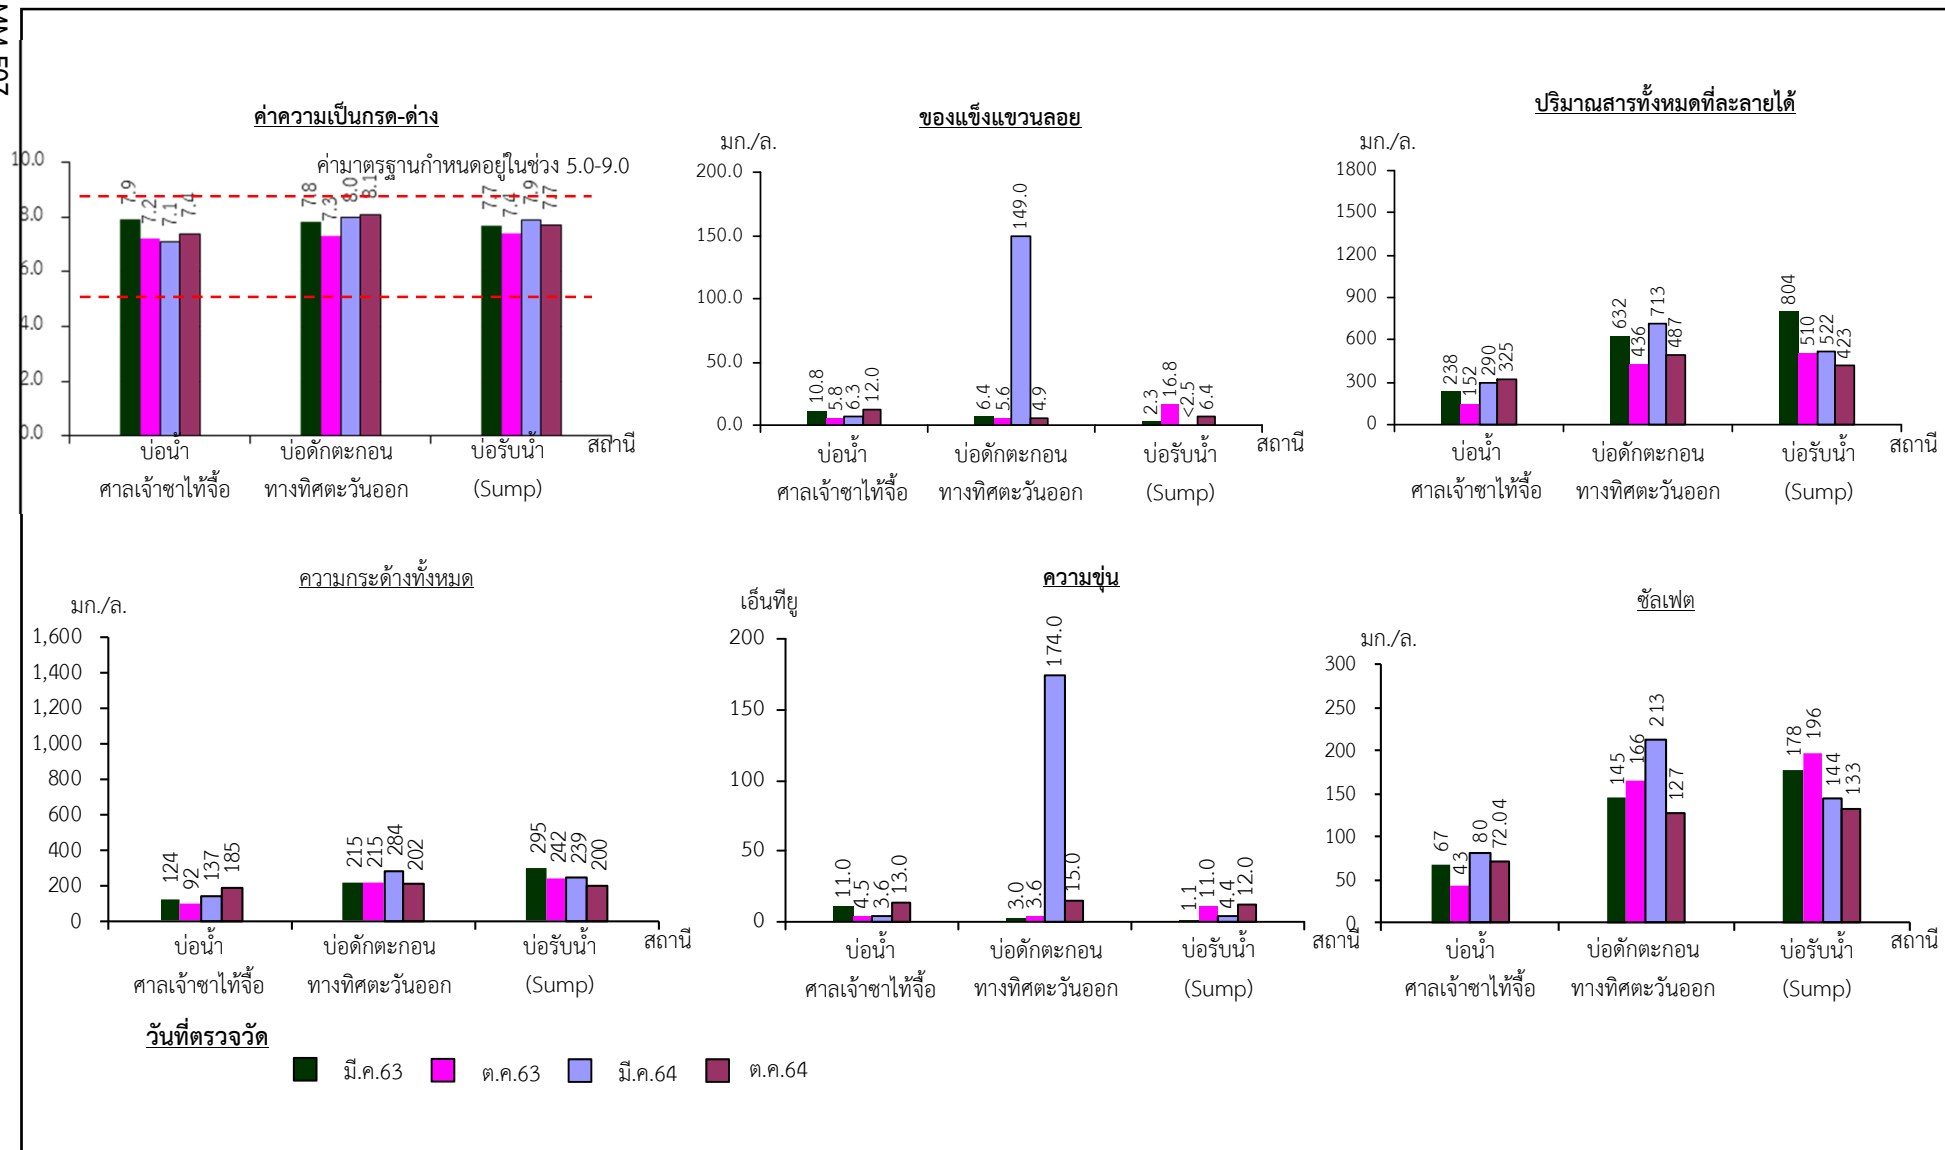 ค่าความเป็นกรด-ด่าง
ค่ามาตรฐานกำหนดอยู่ในช่วง 5.0-9.0
10.0
8.0
6.0
4.0
2.0
0.0
7.9 7.2 7.1 7.4
7.8 7.3 8.0 8.1
7.7 7.4 7.9 7.7
บ่อน้ำ บ่อดักตะกอน บ่อรับน้ำ สถานี
ศาลเจ้าซาไท้จื้อ ทางทิศตะวันออก (Sump)
ของแข็งแขวนลอย
มก./ล.
200.0
150.0
100.0
50.0
0.0
10.8 5.8 6.3 12.0
6.4 5.6 149.0 4.9
2.3 16.8 <2.5 6.4
บ่อน้ำ บ่อดักตะกอน บ่อรับน้ำ สถานี
ศาลเจ้าซาไท้จื้อ ทางทิศตะวันออก (Sump)
ปริมาณสารทั้งหมดที่ละลายได้
มก./ล.
1800
1500
1200
900
600
300
0
238 152 290 325
632 436 713 487
804 510 522 423
บ่อน้ำ บ่อดักตะกอน บ่อรับน้ำ สถานี
ศาลเจ้าซาไท้จื้อ ทางทิศตะวันออก (Sump)
ความกระด้างทั้งหมด
มก./ล.
1,600
1,400
1,200
1,000
800
600
400
200
0
124 92 137 185
215 215 284 202
295 242 239 200
บ่อน้ำ บ่อดักตะกอน บ่อรับน้ำ สถานี
ศาลเจ้าซาไท้จื้อ ทางทิศตะวันออก (Sump)
ความขุ่น
เอ็นทียู
200
150
100
50
0
11.0 4.5 3.6 13.0
3.0 3.6 174.0 15.0
1.1 11.0 4.4 12.0
บ่อน้ำ บ่อดักตะกอน บ่อรับน้ำ สถานี
ศาลเจ้าซาไท้จื้อ ทางทิศตะวันออก (Sump)
ซัลเฟต
มก./ล.
300
250
200
150
100
50
0
67 43 80 72.04
145 166 213 127
178 196 144 133
บ่อน้ำ บ่อดักตะกอน บ่อรับน้ำ สถานี
ศาลเจ้าซาไท้จื้อ ทางทิศตะวันออก (Sump)
วันที่ตรวจวัด
มี.ค.63 ต.ค.63 มี.ค.64 ต.ค.64